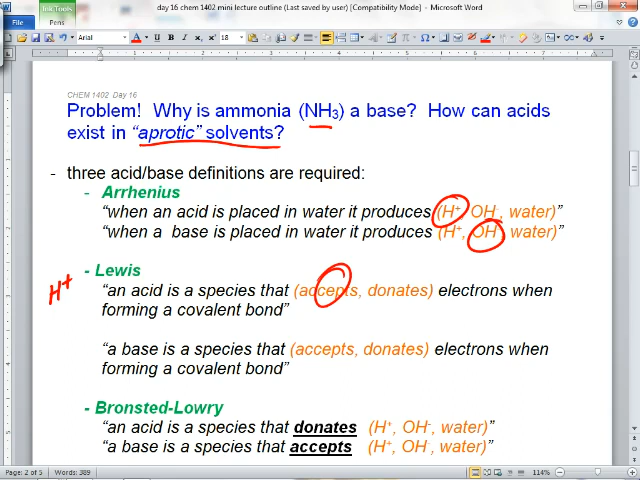 day 16 chem 1402 mini lecture outline (Last saved by user) [Compatibility Mode] - Microsoft Word
Ink Tools
File
Pens
Arial
18
CHEM 1402 Day 16
Problem! Why is ammonia (NH3) a base? How can acids
exist in "aprotic" solvents?
- three acid/base definitions are required:
- Arrhenius
"when an acid is placed in water it produces (H+, OH-, water)"
"when a base is placed in water it produces (H+, OH-, water)"
- Lewis
H+
"an acid is a species that (accepts, donates) electrons when
forming a covalent bond"
"a base is a species that (accepts, donates) electrons when
forming a covalent bond"
- Bronsted-Lowry
"an acid is a species that donates (H+, OH-, water)"
"a base is a species that accepts (H+, OH-, water)"
Page: 2 of 5
Words: 389
114%